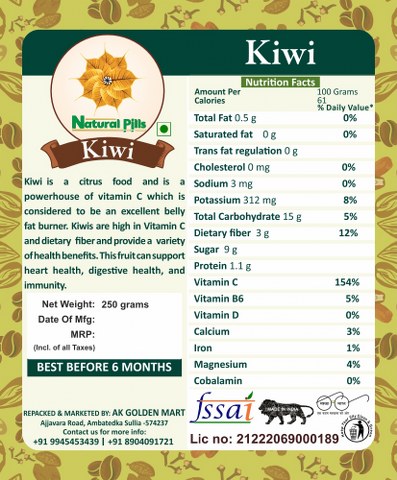 Natural Pills
Kiwi
Kiwi is a citrus food and is a
powerhouse of vitamin C which is
considered to be an excellent belly
fat burner. Kiwis are high in Vitamin C
and dietary fiber and provide a variety
of health benefits. This fruit can support
heart health, digestive health, and
immunity.
Net Weight: 250 grams
Date Of Mfg:
MRP:
(Incl. of all Taxes)
BEST BEFORE 6 MONTHS
REPACKED & MARKETED BY: AK GOLDEN MART
Ajjavara Road, Ambatedka Sullia -574237
Contact us for more info:
+91 9945453439 | +91 8904091721
Kiwi
Nutrition Facts
Amount Per 100 Grams
Calories 61
% Daily Value*
Total Fat 0.5 g 0%
Saturated fat 0 g 0%
Trans fat regulation 0 g
Cholesterol 0 mg 0%
Sodium 3 mg 0%
Potassium 312 mg 8%
Total Carbohydrate 15 g 5%
Dietary fiber 3 g 12%
Sugar 9 g
Protein 1.1 g
Vitamin C 154%
Vitamin B6 5%
Vitamin D 0%
Calcium 3%
Iron 1%
Magnesium 4%
Cobalamin 0%
fssai
MAKE IN INDIA
Lic no: 21222069000189